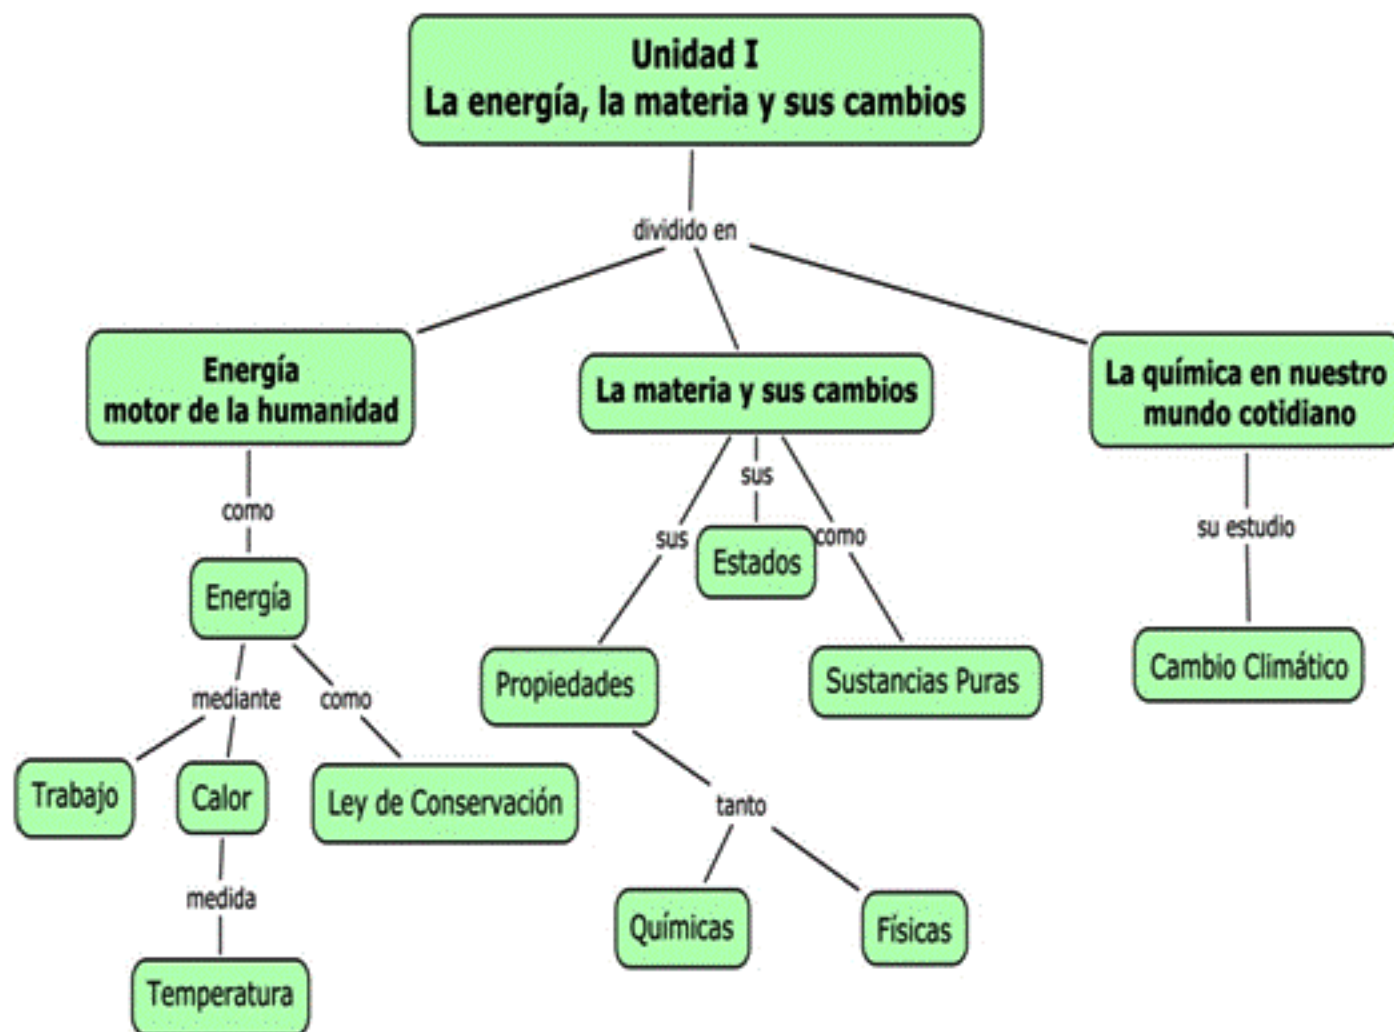 Unidad I
La energía, la materia y sus cambios
dividido en
Energía
motor de la humanidad
La materia y sus cambios
La química en nuestro
mundo cotidiano
como
sus
sus
como
su estudio
Energía
Estados
Propiedades
Sustancias Puras
Cambio Climático
mediante
como
Trabajo
Calor
Ley de Conservación
tanto
medida
Químicas
Físicas
Temperatura